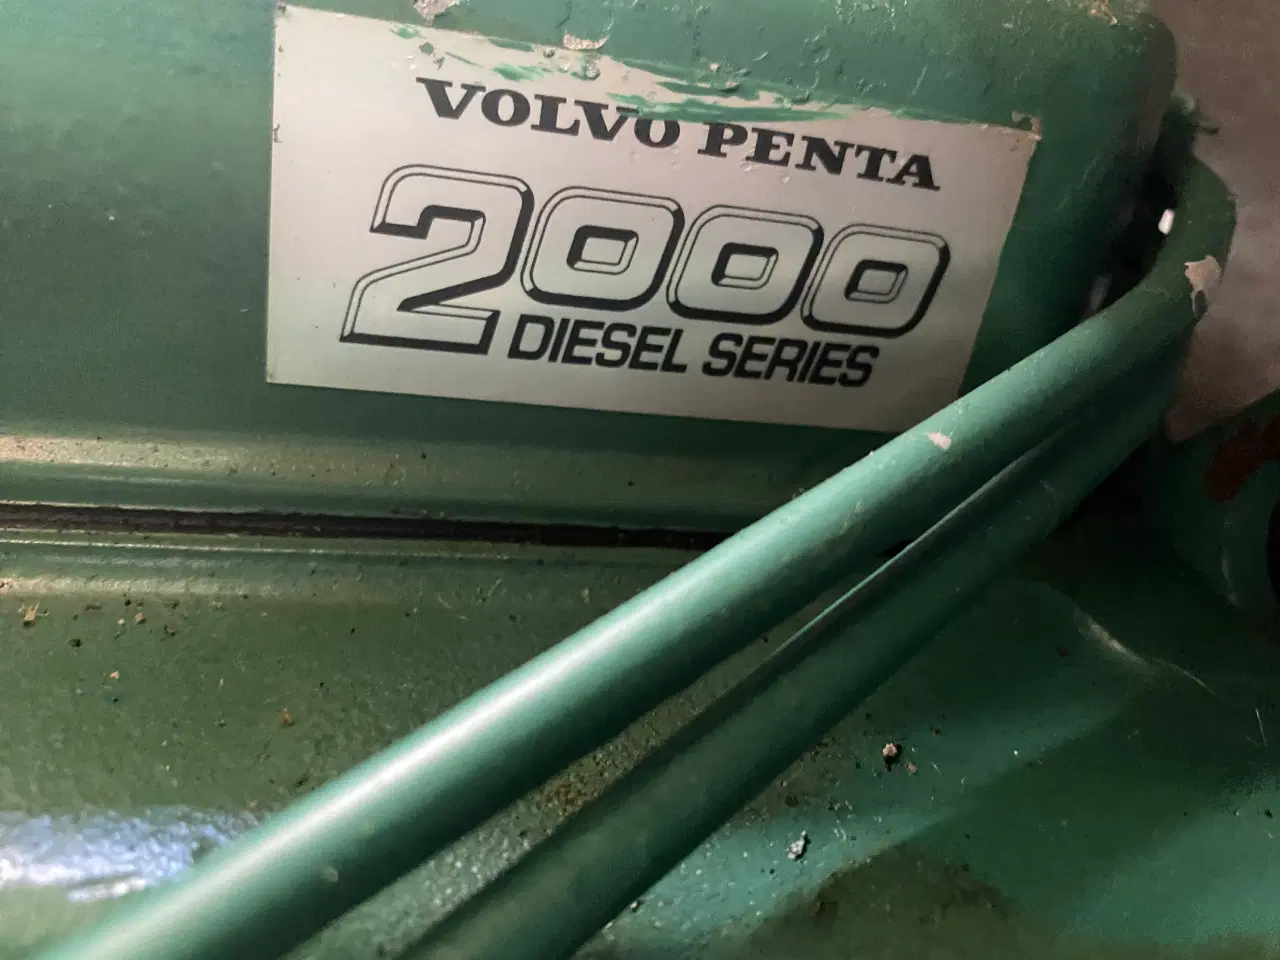 VOLVO PENTA
2000
DIESEL SERIES